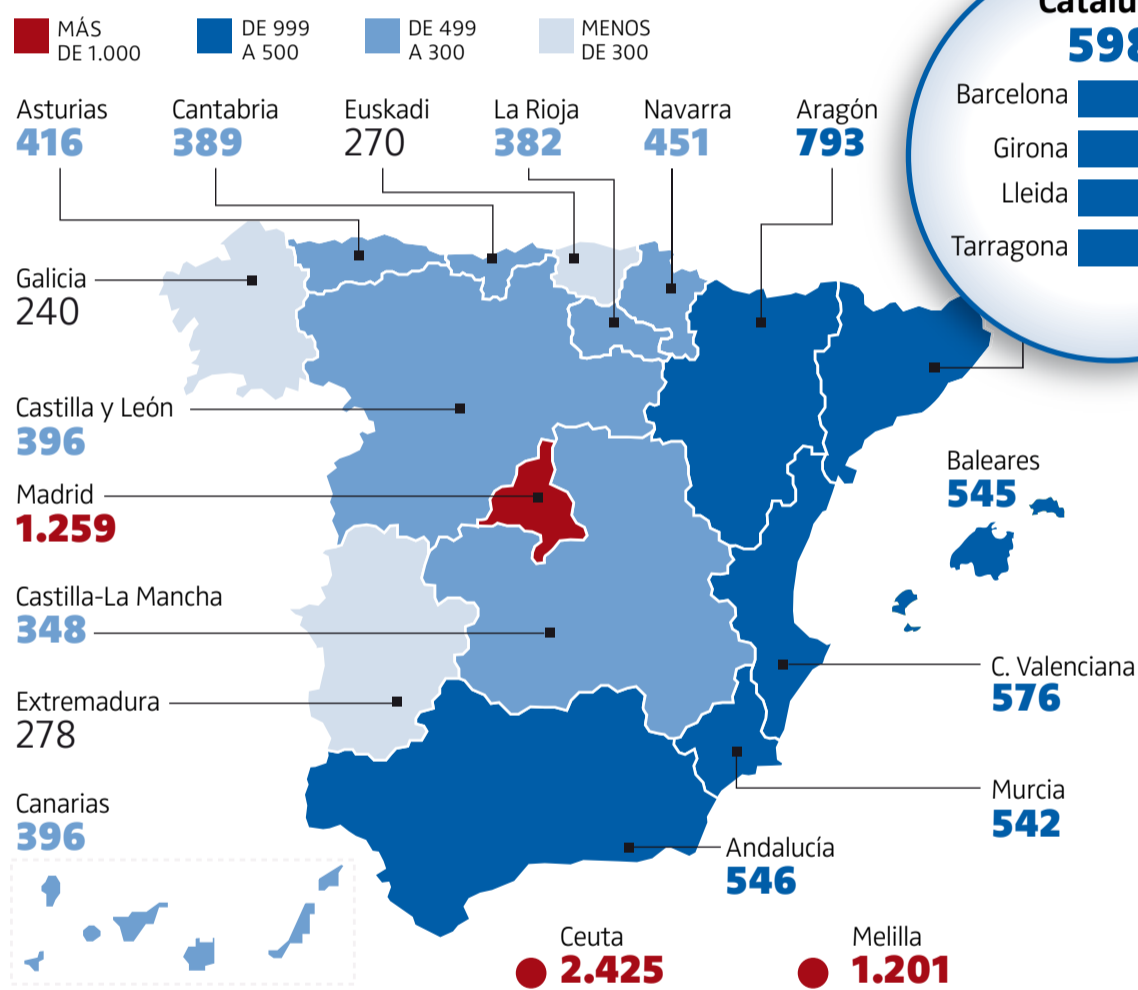 MÁS
DE 1.000
DE 999
A 500
DE 499
A 300
MENOS
DE 300
Asturias
416
Cantabria
389
Euskadi
270
La Rioja
382
Navarra
451
Aragón
793
598
Barcelona
Girona
Lleida
Tarragona
Galicia
240
Castilla y León
396
Madrid
1.259
Castilla-La Mancha
348
Extremadura
278
Canarias
396
Baleares
545
C. Valenciana
576
Murcia
542
Andalucía
546
Ceuta
2.425
Melilla
1.201